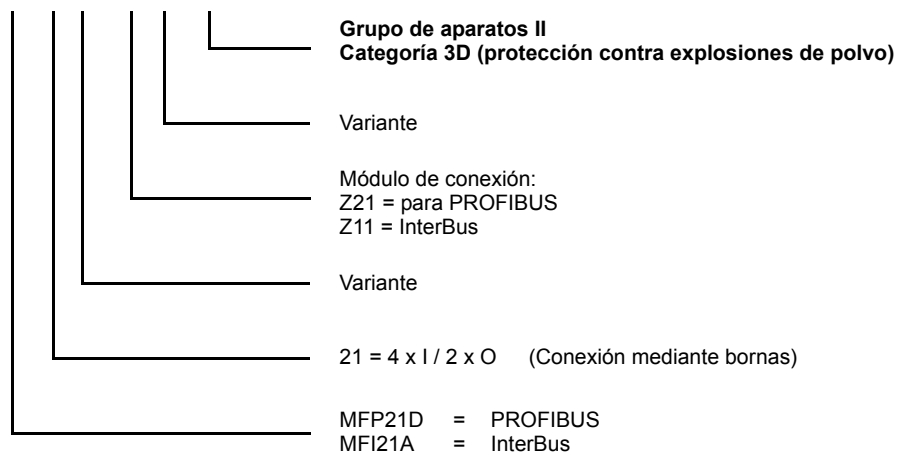 Grupo de aparatos II
Categoría 3D (protección contra explosiones de polvo)
Variante
Módulo de conexión:
Z21 = para PROFIBUS
Z11 = InterBus
Variante
21 = 4 x I / 2 x O (Conexión mediante bornas)
MFP21D = PROFIBUS
MFI21A = InterBus